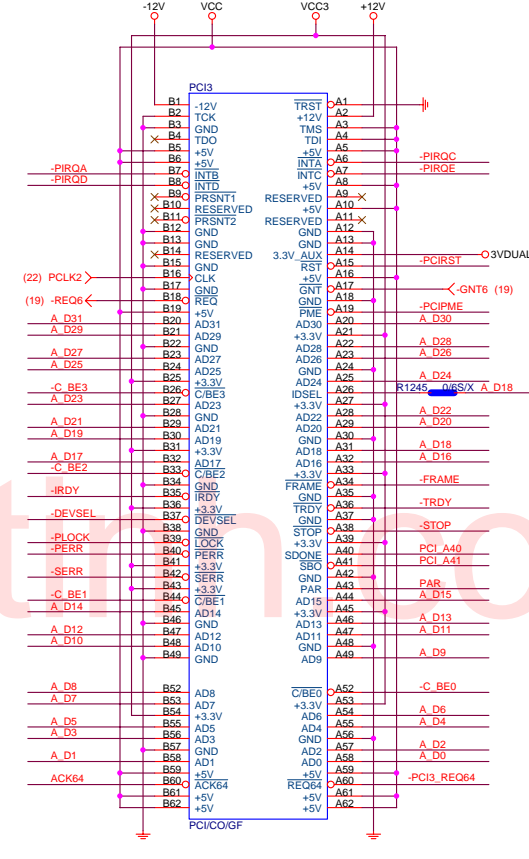 -12V VCC VCC3 +12V
PCI3
B1 -12V TRST A1
B2 TCK +12V A2
B3 GND TMS A3
B4 TDO TDI A4
B5 +5V +5V A5
B6 +5V INTA A6 -PIRQC
-PIRQA B7 INTB INTC A7 -PIRQE
-PIRQD B8 INTD +5V A8
B9 PRSNT1 RESERVED A9
B10 RESERVED +5V A10
B11 PRSNT2 RESERVED A11
B12 GND GND A12
B13 GND GND A13
B14 RESERVED 3.3V_AUX A14 3VDUAL
B15 GND RST A15 -PCIRST
(22) PCLK2 B16 CLK +5V A16
B17 GND GNT A17 -GNT6 (19)
(19) -REQ6 B18 REQ GND A18
B19 +5V PME A19 -PCIPME
A_D31 B20 AD31 AD30 A20 A_D30
A_D29 B21 AD29 +3.3V A21
B22 GND AD28 A22 A_D28
A_D27 B23 AD27 AD26 A23 A_D26
A_D25 B24 AD25 GND A24
B25 +3.3V AD24 A25 A_D24
-C_BE3 B26 C/BE3 IDSEL A26 R1245 0/6S/X A_D18
A_D23 B27 AD23 +3.3V A27
B28 GND AD22 A28 A_D22
A_D21 B29 AD21 AD20 A29 A_D20
A_D19 B30 AD19 GND A30
B31 +3.3V AD18 A31 A_D18
A_D17 B32 AD17 AD16 A32 A_D16
-C_BE2 B33 C/BE2 +3.3V A33
B34 GND FRAME A34 -FRAME
-IRDY B35 IRDY GND A35
B36 +3.3V TRDY A36 -TRDY
-DEVSEL B37 DEVSEL GND A37
B38 GND STOP A38 -STOP
-PLOCK B39 LOCK +3.3V A39
-PERR B40 PERR SDONE A40 PCI_A40
B41 +3.3V SBO A41 PCI_A41
-SERR B42 SERR GND A42
B43 +3.3V PAR A43 PAR
-C_BE1 B44 C/BE1 AD15 A44 A_D15
A_D14 B45 AD14 +3.3V A45
B46 GND AD13 A46 A_D13
A_D12 B47 AD12 AD11 A47 A_D11
A_D10 B48 AD10 GND A48
B49 GND AD9 A49 A_D9
A_D8 B52 AD8 C/BE0 A52 -C_BE0
A_D7 B53 AD7 +3.3V A53
B54 +3.3V AD6 A54 A_D6
A_D5 B55 AD5 AD4 A55 A_D4
A_D3 B56 AD3 GND A56
B57 GND AD2 A57 A_D2
A_D1 B58 AD1 AD0 A58 A_D0
B59 +5V +5V A59
ACK64 B60 ACK64 REQ64 A60 -PCI3_REQ64
B61 +5V +5V A61
B62 +5V +5V A62
PCI/CO/GF